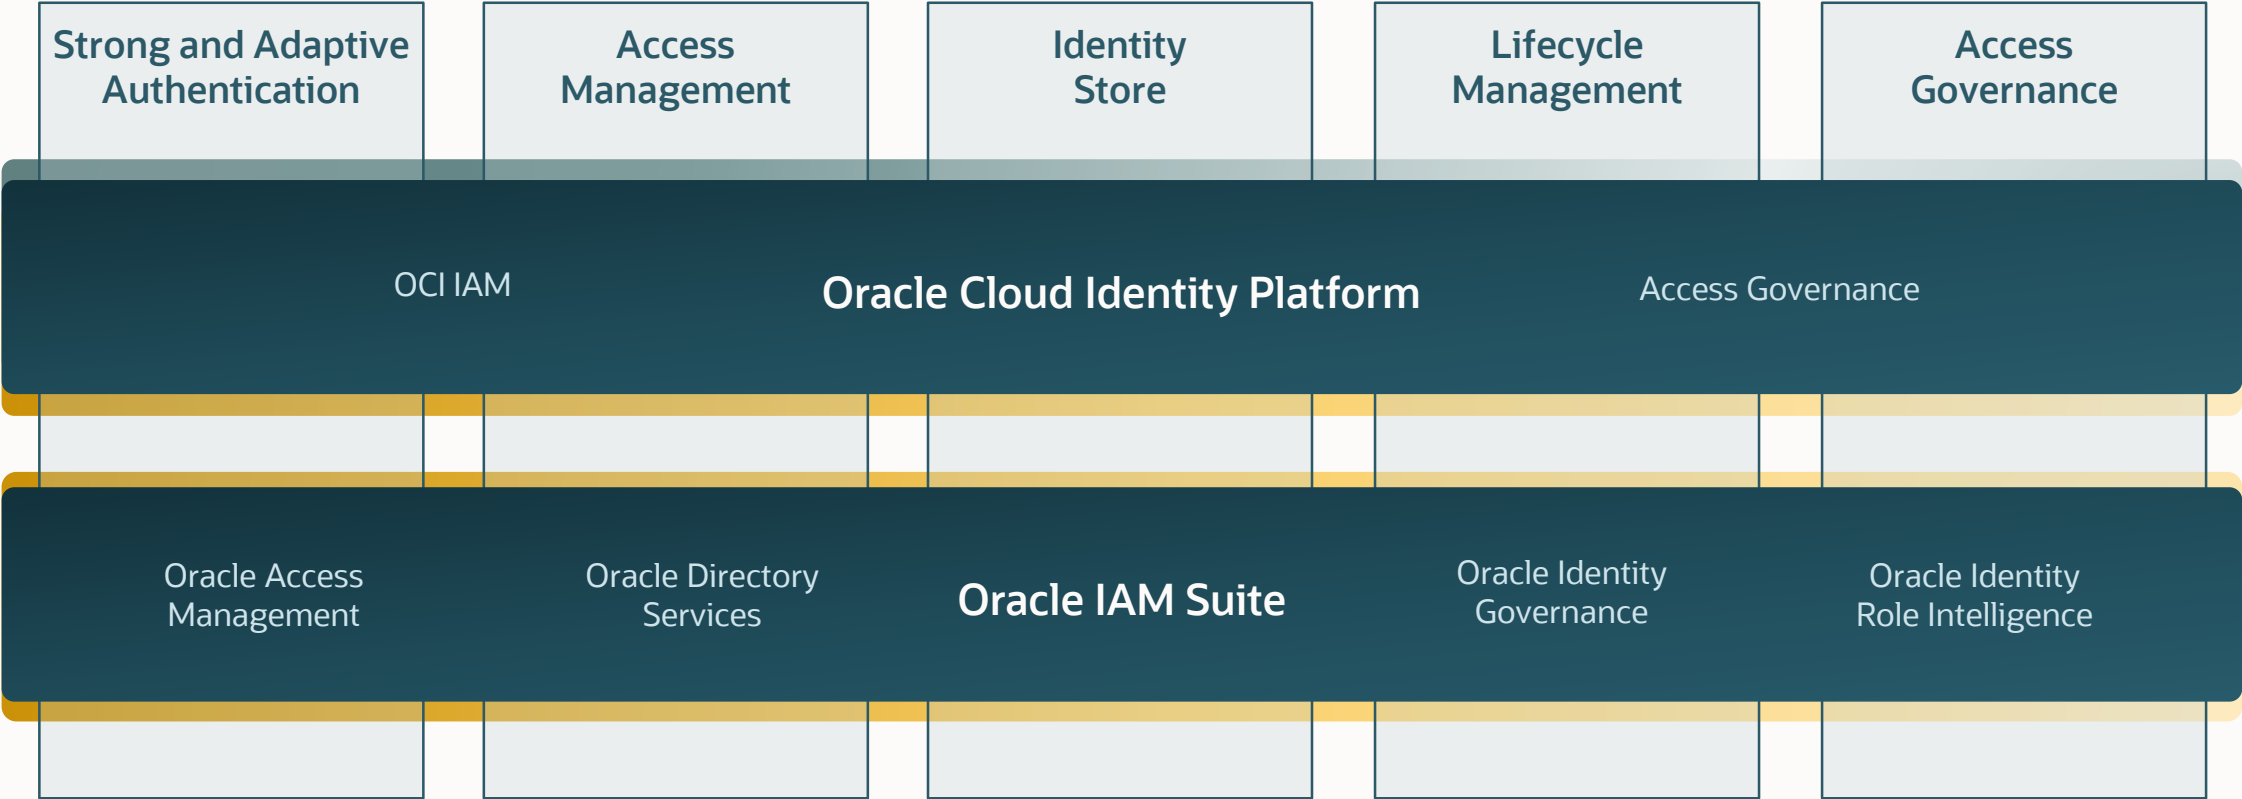 Strong and Adaptive
Authentication
Access
Management
Identity
Store
Lifecycle
Management
Access
Governance
OCI IAM
Oracle Cloud Identity Platform
Access Governance
Oracle Access
Management
Oracle Directory
Services
Oracle IAM Suite
Oracle Identity
Governance
Oracle Identity
Role Intelligence